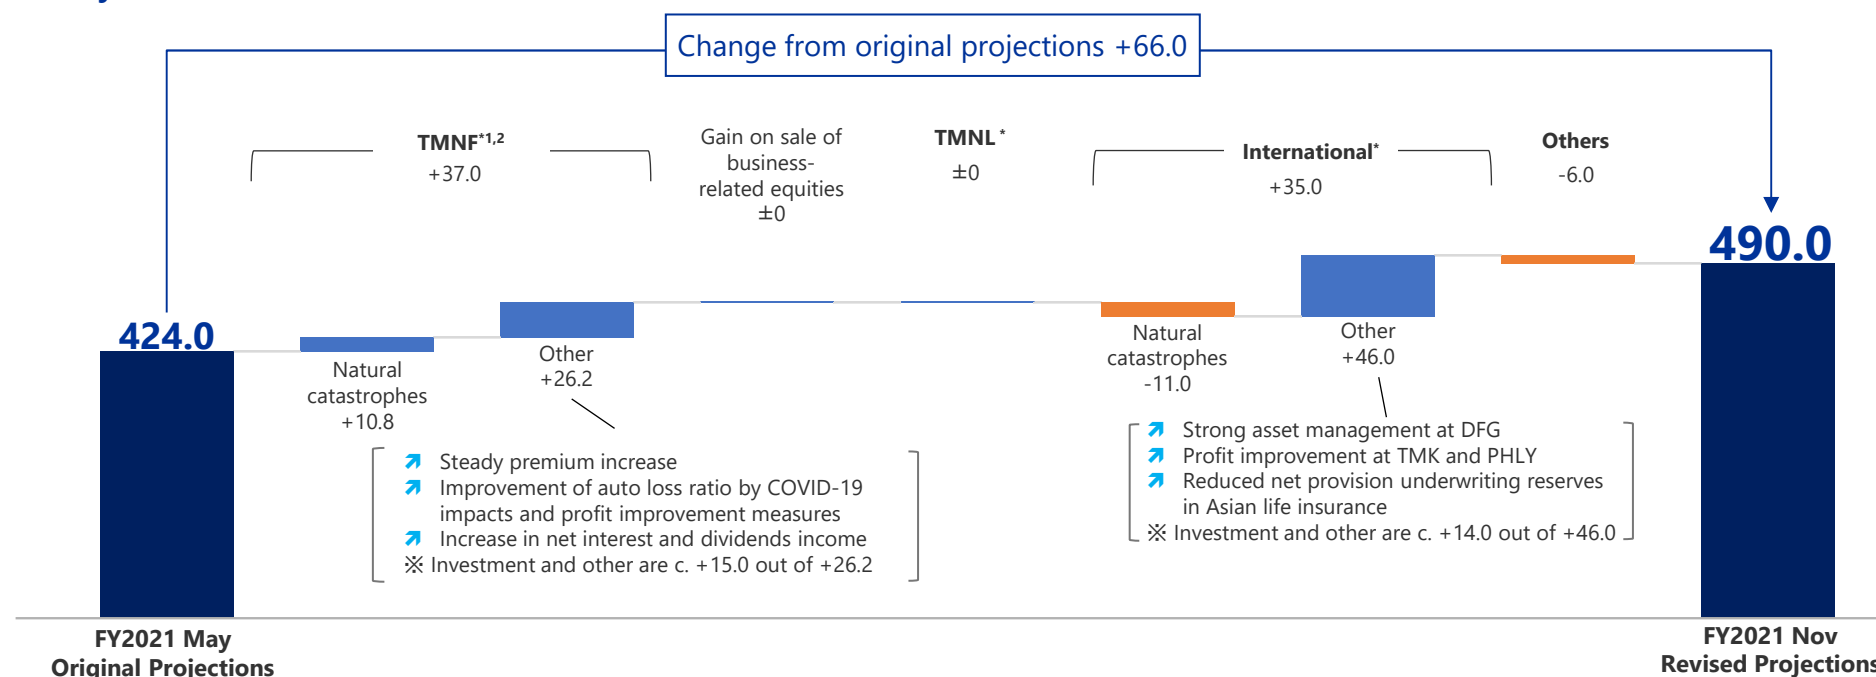 Change from original projections +66.0
TMNF*1,2
+37.0
Gain on sale of
business-
related equities
±0
TMNL *
±0
International*
+35.0
Others
-6.0
424.0
490.0
Natural
catastrophes
+10.8
Other
+26.2
Natural
catastrophes
-11.0
Other
+46.0
Steady premium increase
Improvement of auto loss ratio by COVID-19
impacts and profit improvement measures
Increase in net interest and dividends income
※ Investment and other are c. +15.0 out of +26.2
Strong asset management at DFG
Profit improvement at TMK and PHLY
Reduced net provision underwriting reserves
in Asian life insurance
※ Investment and other are c. +14.0 out of +46.0
FY2021 May
Original Projections
FY2021 Nov
Revised Projections